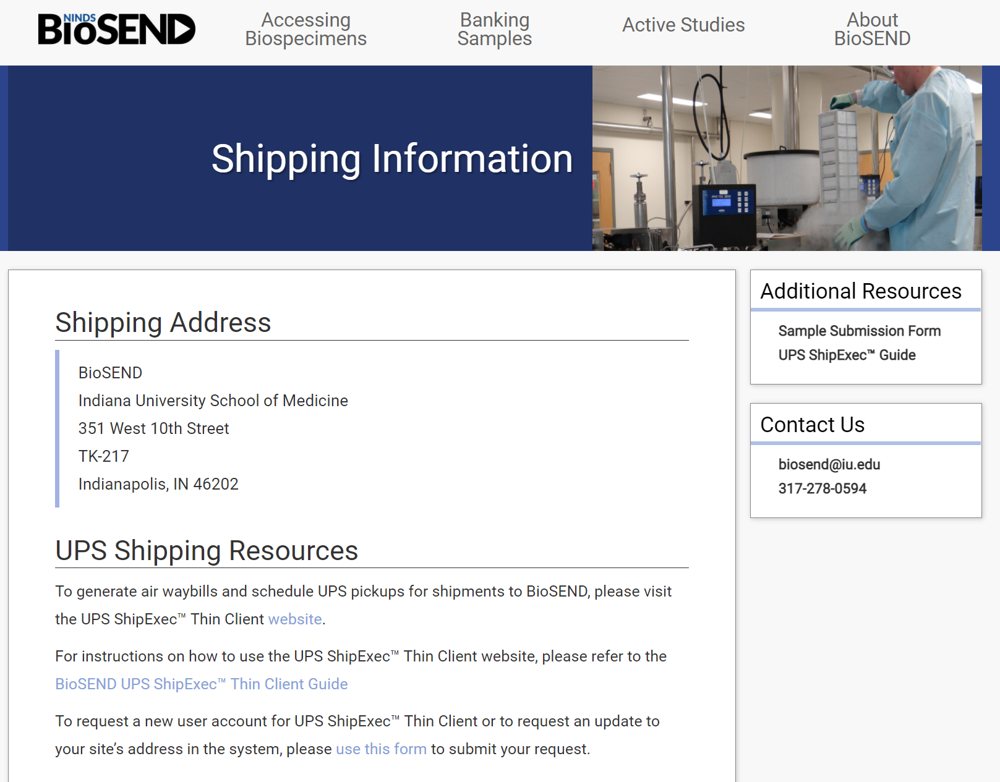 NINDS
BioSEND
Accessing
Biospecimens
Banking
Samples
Active Studies
About
BioSEND
Shipping Information
Shipping Address
BioSEND
Indiana University School of Medicine
351 West 10th Street
TK-217
Indianapolis, IN 46202
UPS Shipping Resources
To generate air waybills and schedule UPS pickups for shipments to BioSEND, please visit
the UPS ShipExec™ Thin Client website.
For instructions on how to use the UPS ShipExec™ Thin Client website, please refer to the
BioSEND UPS ShipExec™ Thin Client Guide
To request a new user account for UPS ShipExec™ Thin Client or to request an update to
your site’s address in the system, please use this form to submit your request.
Additional Resources
Sample Submission Form
UPS ShipExec™ Guide
Contact Us
biosend@iu.edu
317-278-0594